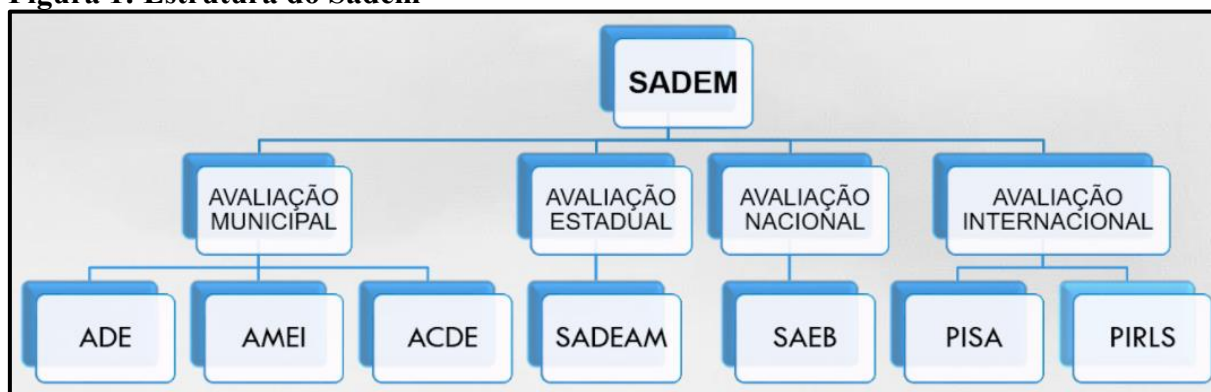 Figura 1: Estrutura do Sadem
SADEM
AVALIAÇÃO
MUNICIPAL
AVALIAÇÃO
ESTADUAL
AVALIAÇÃO
NACIONAL
AVALIAÇÃO
INTERNACIONAL
ADE
AMEI
ACDE
SADEAM
SAEB
PISA
PIRLS